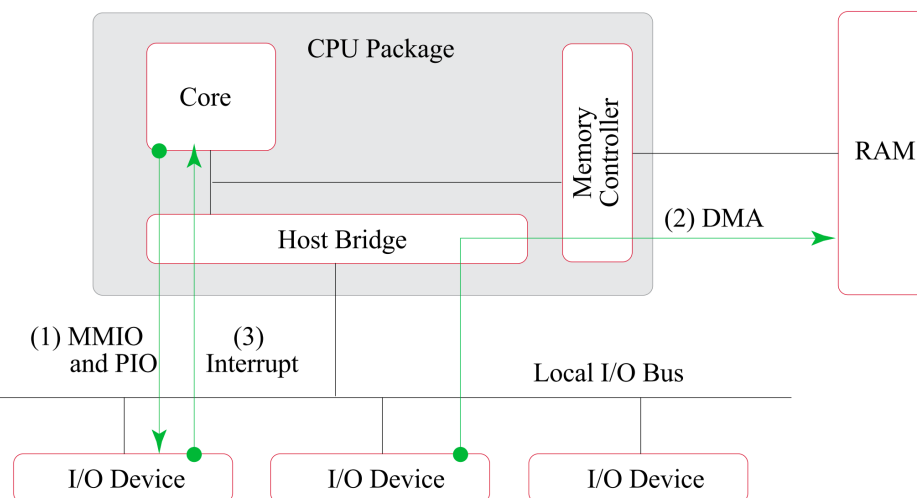 CPU Package
Core
Memory
Controller
RAM
(2) DMA
Host Bridge
(1) MMIO
and PIO
(3)
Interrupt
Local I/O Bus
I/O Device
I/O Device
I/O Device